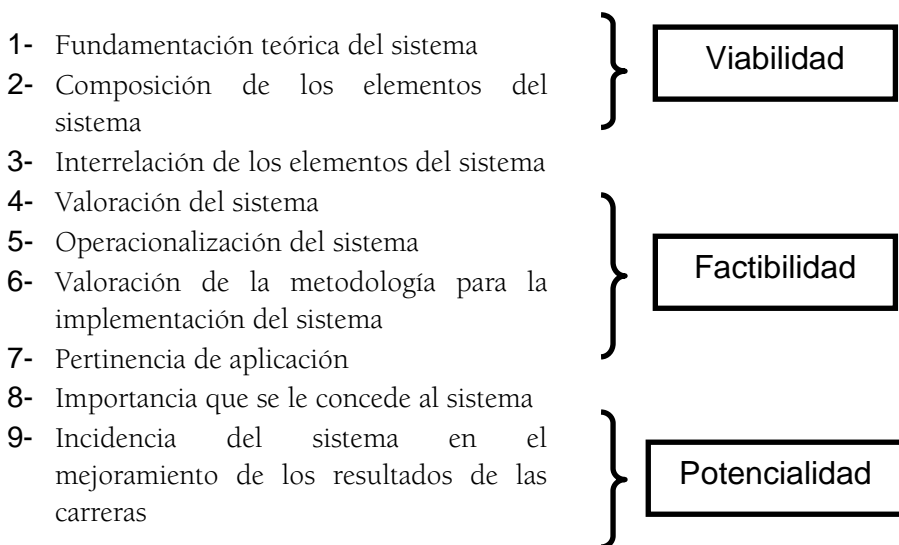 1- Fundamentación teórica del sistema
2- Composición de los elementos del
sistema
3- Interrelación de los elementos del sistema
4- Valoración del sistema
5- Operacionalización del sistema
6- Valoración de la metodología para la
implementación del sistema
7- Pertinencia de aplicación
8- Importancia que se le concede al sistema
9- Incidencia del sistema en el
mejoramiento de los resultados de las
carreras
Viabilidad
Factibilidad
Potencialidad